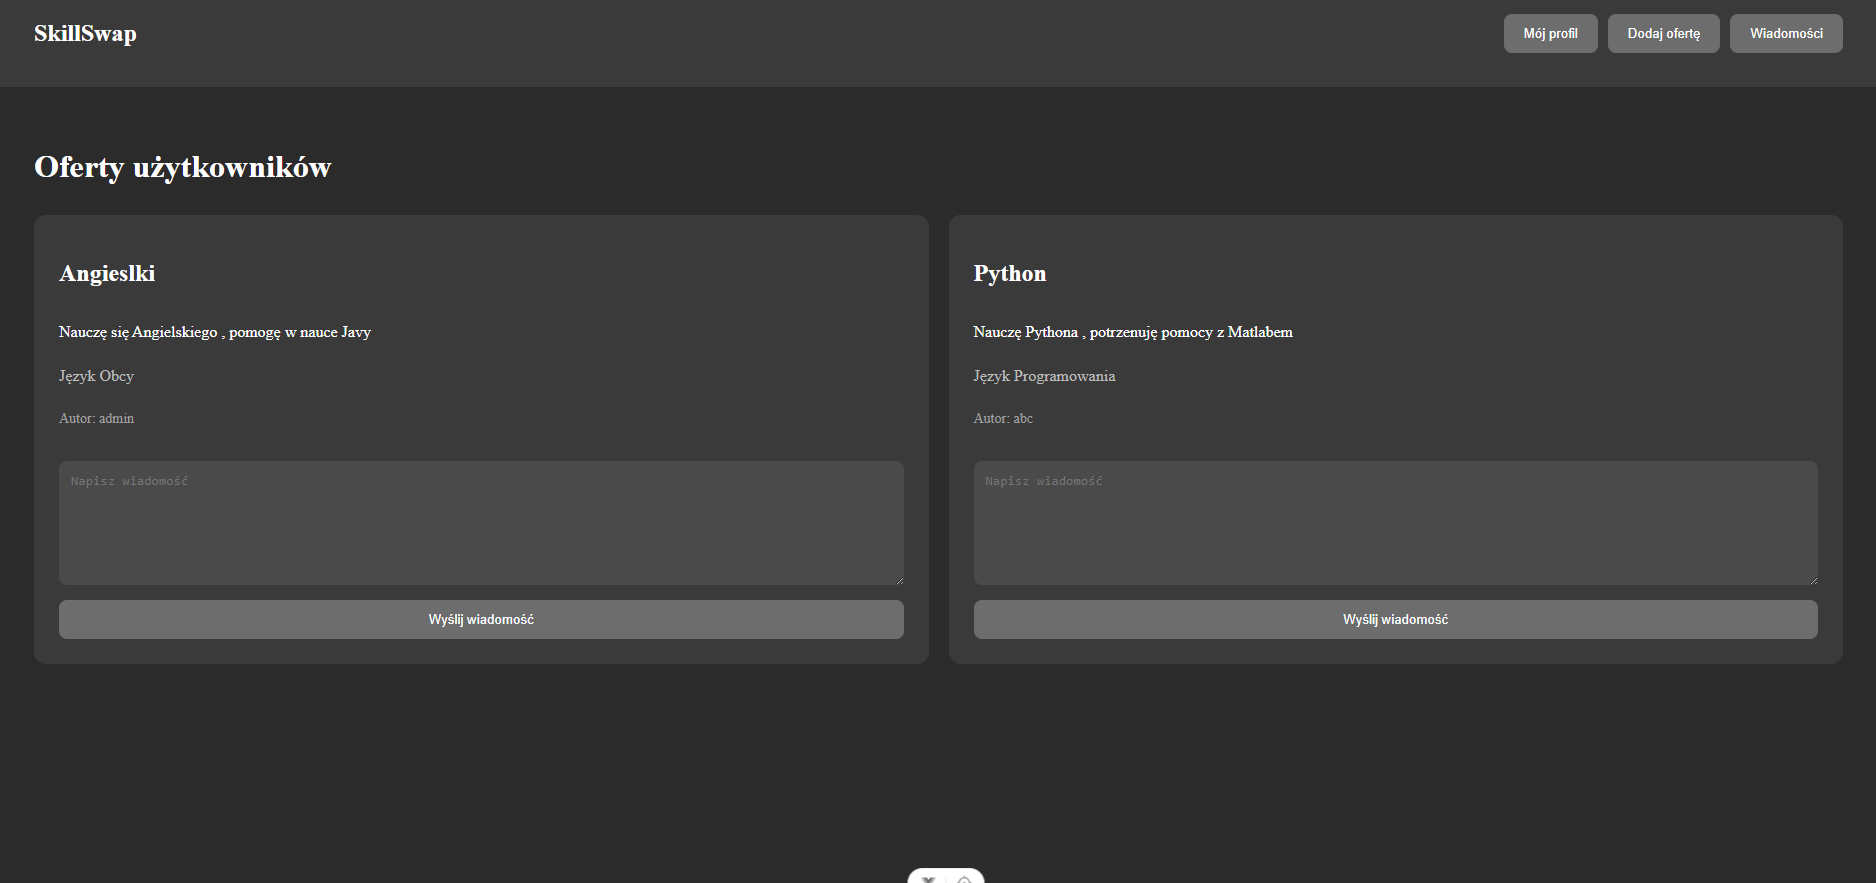 SkillSwap
Mój profil
Dodaj ofertę
Wiadomości
Oferty użytkowników
Angieslki
Nauczę się Angielskiego , pomogę w nauce Javy
Język Obcy
Autor: admin
Napisz wiadomość
Wyślij wiadomość
Python
Nauczę Pythona , potrzenuję pomocy z Matlabem
Język Programowania
Autor: abc
Napisz wiadomość
Wyślij wiadomość